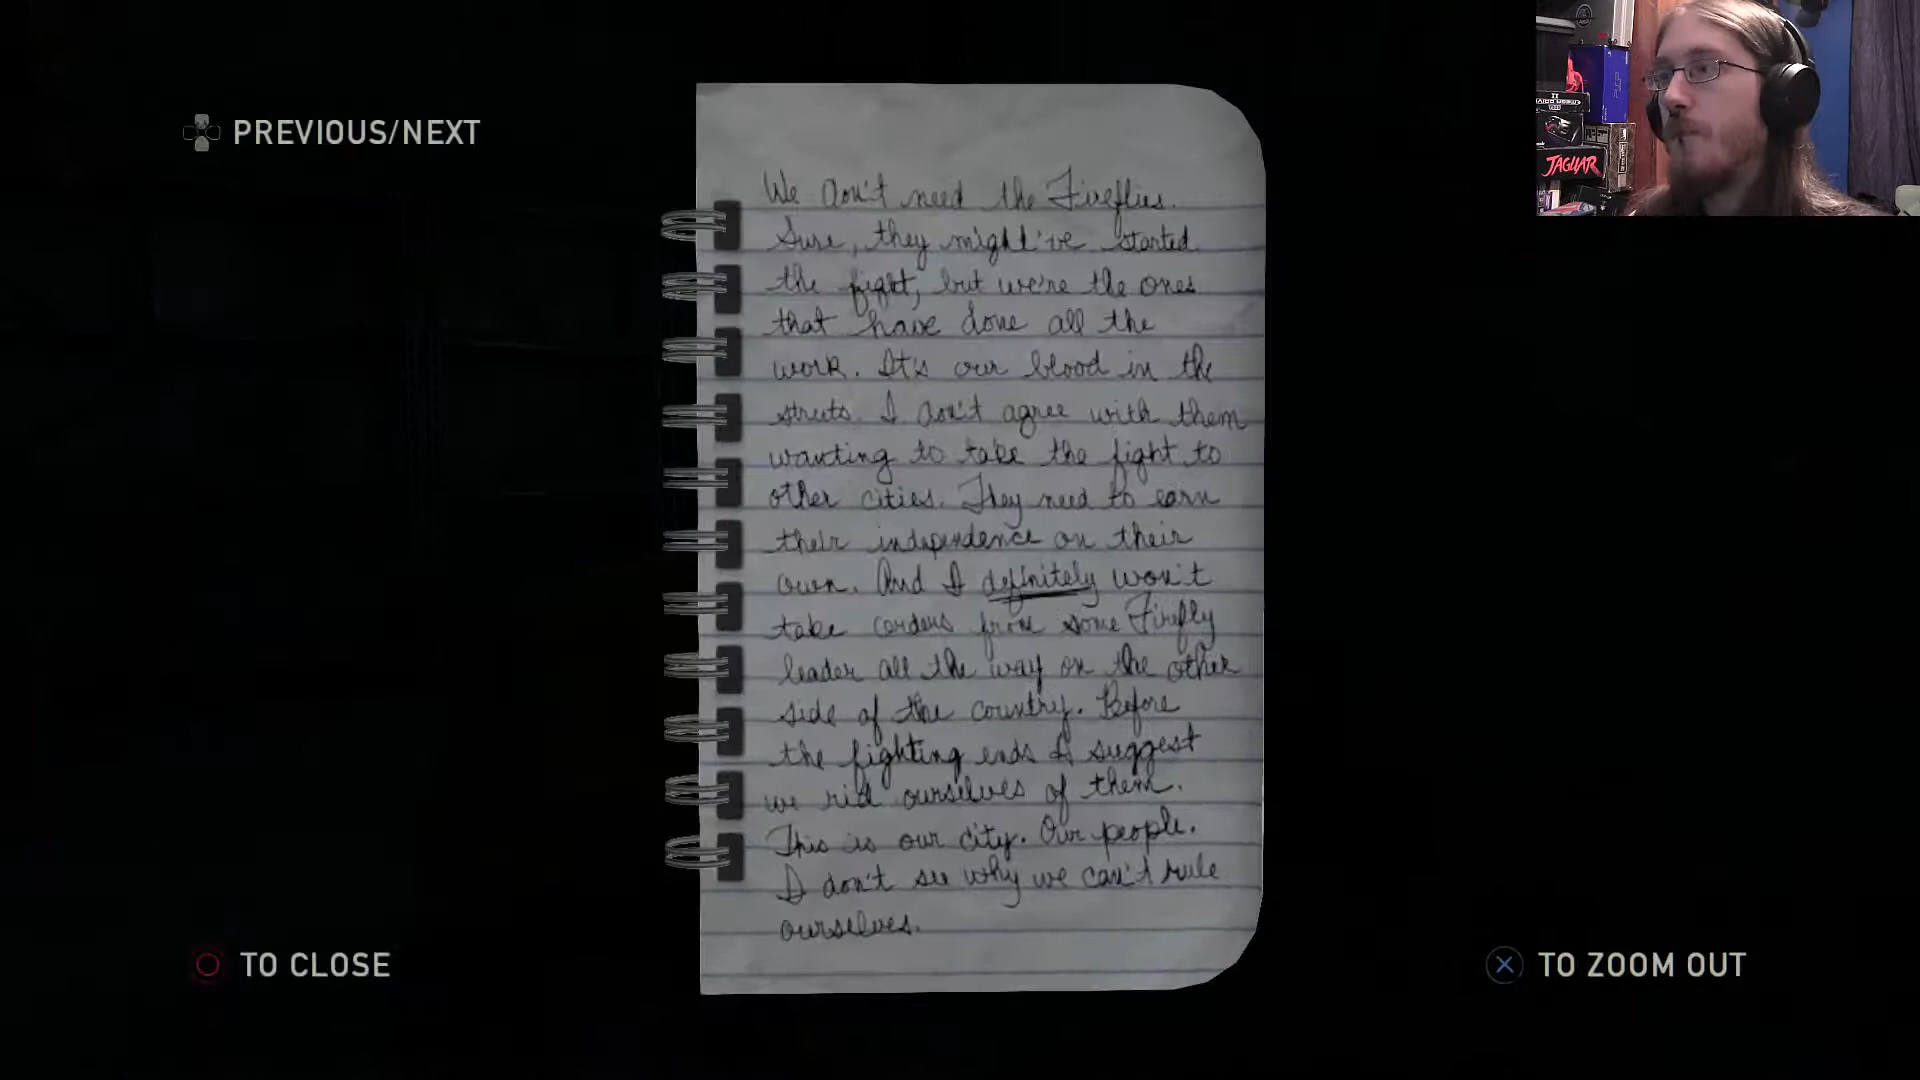 PREVIOUS/NEXT
We don't need the Fireflies.
Sure, they might've started
the fight, but we're the ones
that have done all the
work. It's our blood in the
streets. I don't agree with them
wanting to take the fight to
other cities. They need to earn
their independence on their
own. And I definitely won't
take orders from some Firefly
leader all the way on the other
side of the country. Before
the fighting ends I suggest
we rid ourselves of them.
This is our city. Our people.
I don't see why we can't rule
ourselves.
TO CLOSE
TO ZOOM OUT
JAGUAR